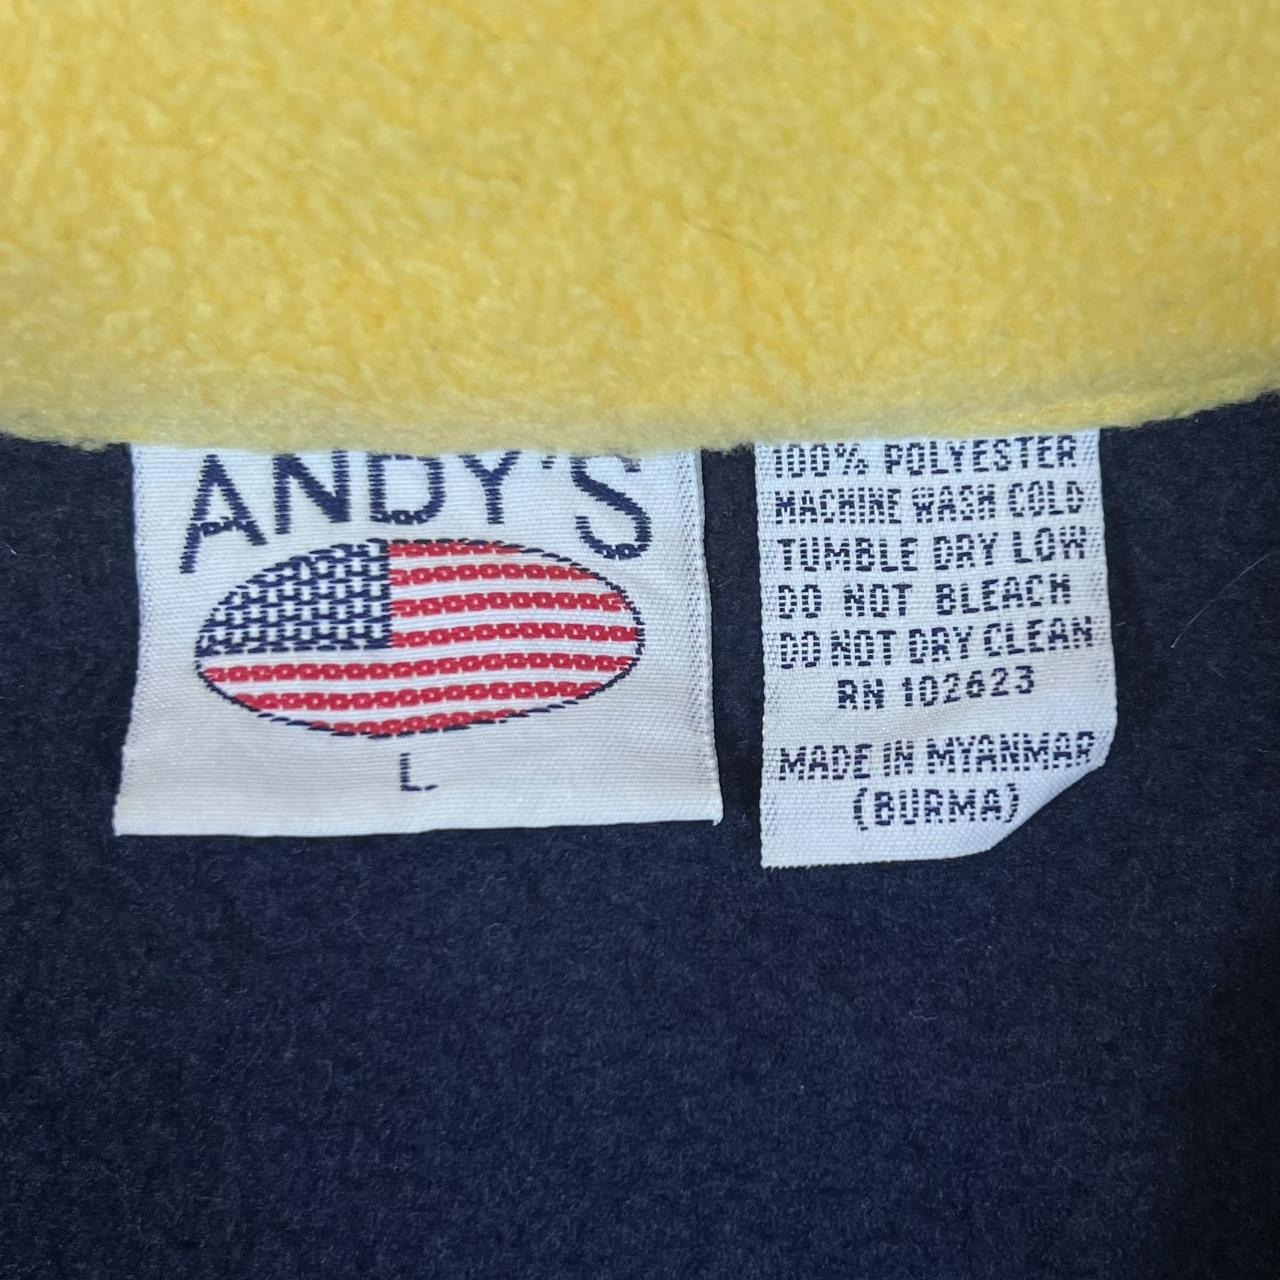 ANDY'S
L
100% POLYESTER
MACHINE WASH COLD
TUMBLE DRY LOW
DO NOT BLEACH
DO NOT DRY CLEAN
RN 102623
MADE IN MYANMAR
(BURMA)